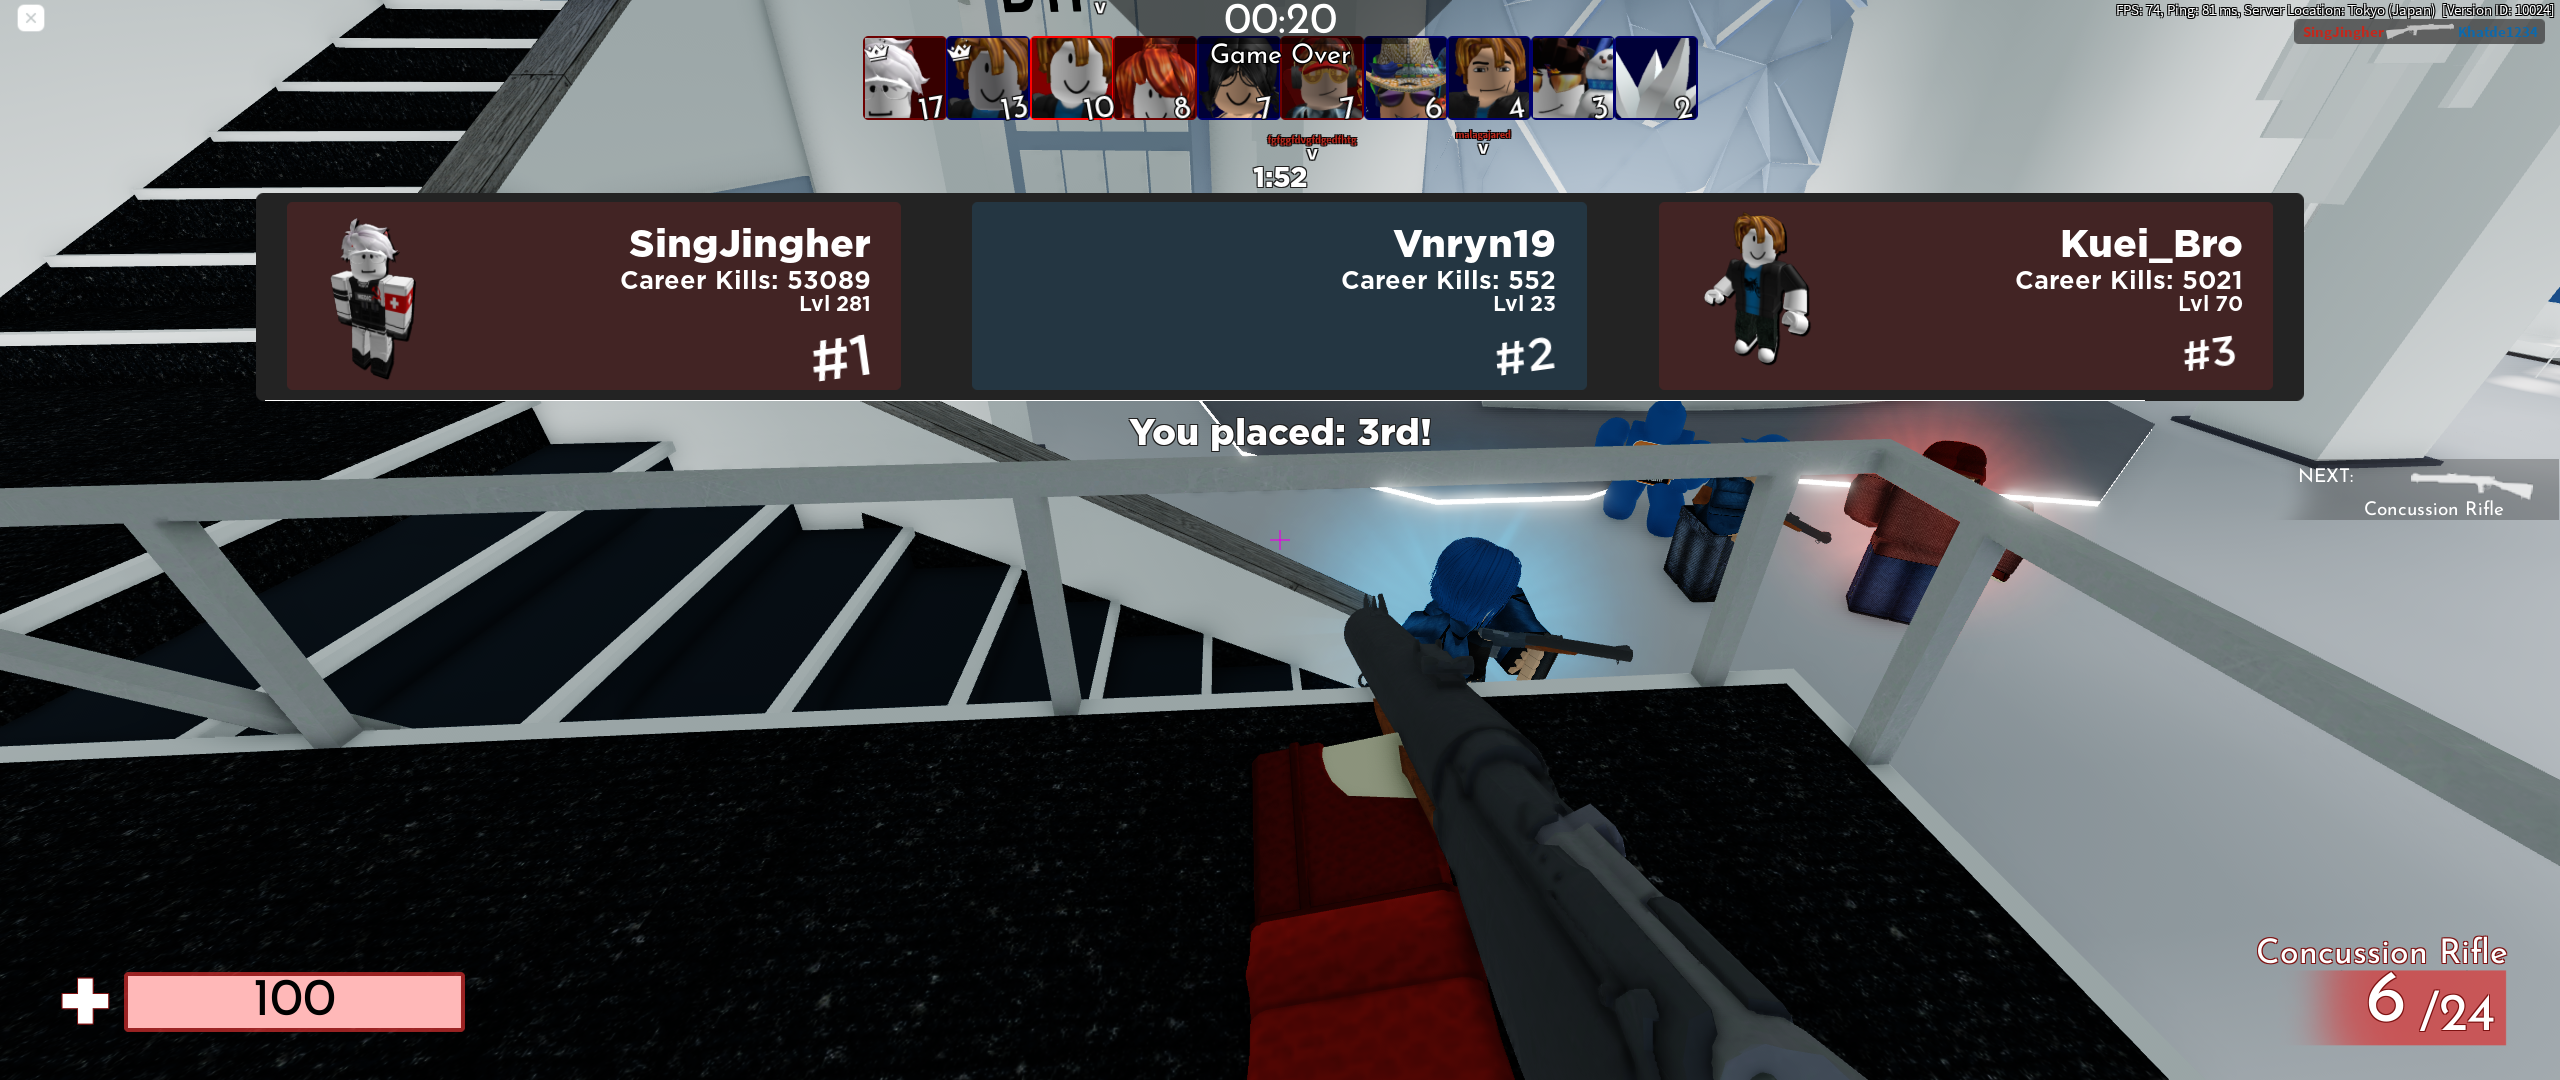 00:20
Game Over
FPS: 74, Ping: 81 ms, Server Location: Tokyo (Japan) [Version ID: 10024]
SingJingher
17 13 10 8 7 7 6 4 3 2
malagajared
v
v
v
1:52
SingJingher
Career Kills: 53089
Lvl 281
#1
Vnryn19
Career Kills: 552
Lvl 23
#2
Kuei_Bro
Career Kills: 5021
Lvl 70
#3
You placed: 3rd!
NEXT:
Concussion Rifle
100
Concussion Rifle
6 /24